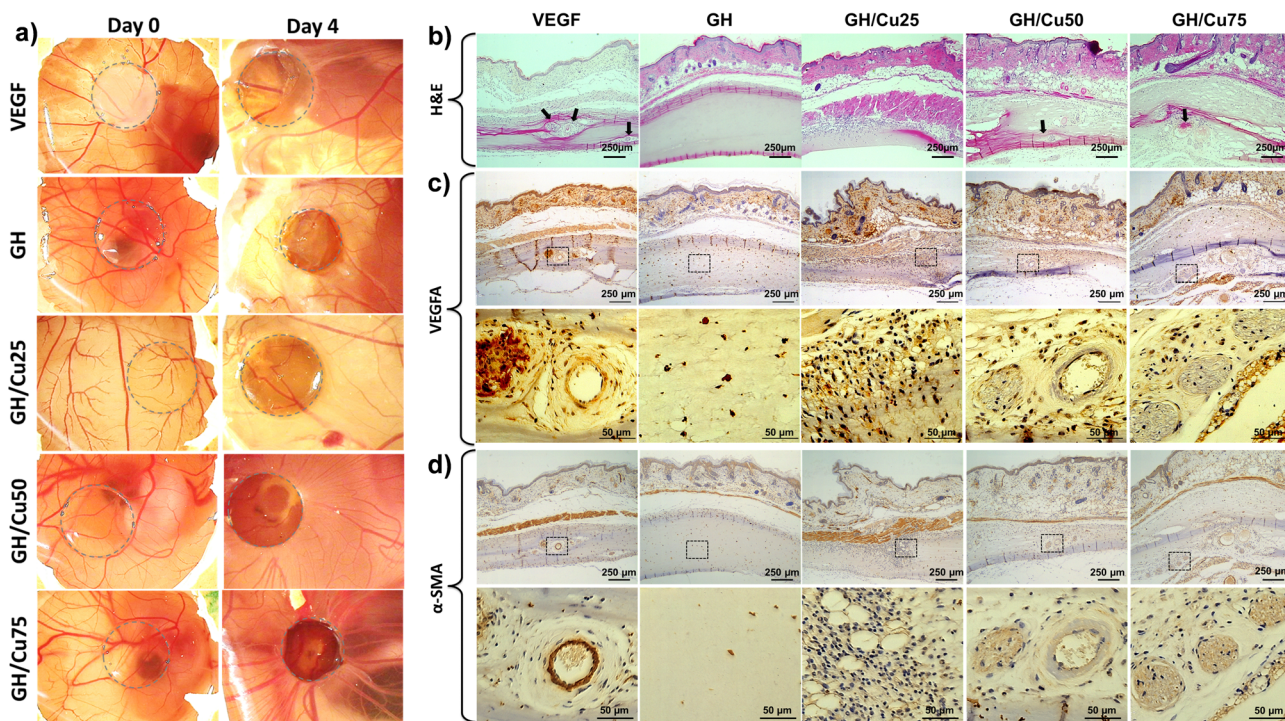 a)
Day 0
Day 4
VEGF
GH
GH/Cu25
GH/Cu50
GH/Cu75
VEGF
GH
GH/Cu25
GH/Cu50
GH/Cu75
b)
H&E
250µm
250µm
250µm
250µm
250µm
c)
VEGFA
250 µm
250 µm
250 µm
250 µm
250 µm
50 µm
50 µm
50 µm
50 µm
50 µm
d)
α-SMA
250 µm
250 µm
250 µm
250 µm
250 µm
50 µm
50 µm
50 µm
50 µm
50 µm